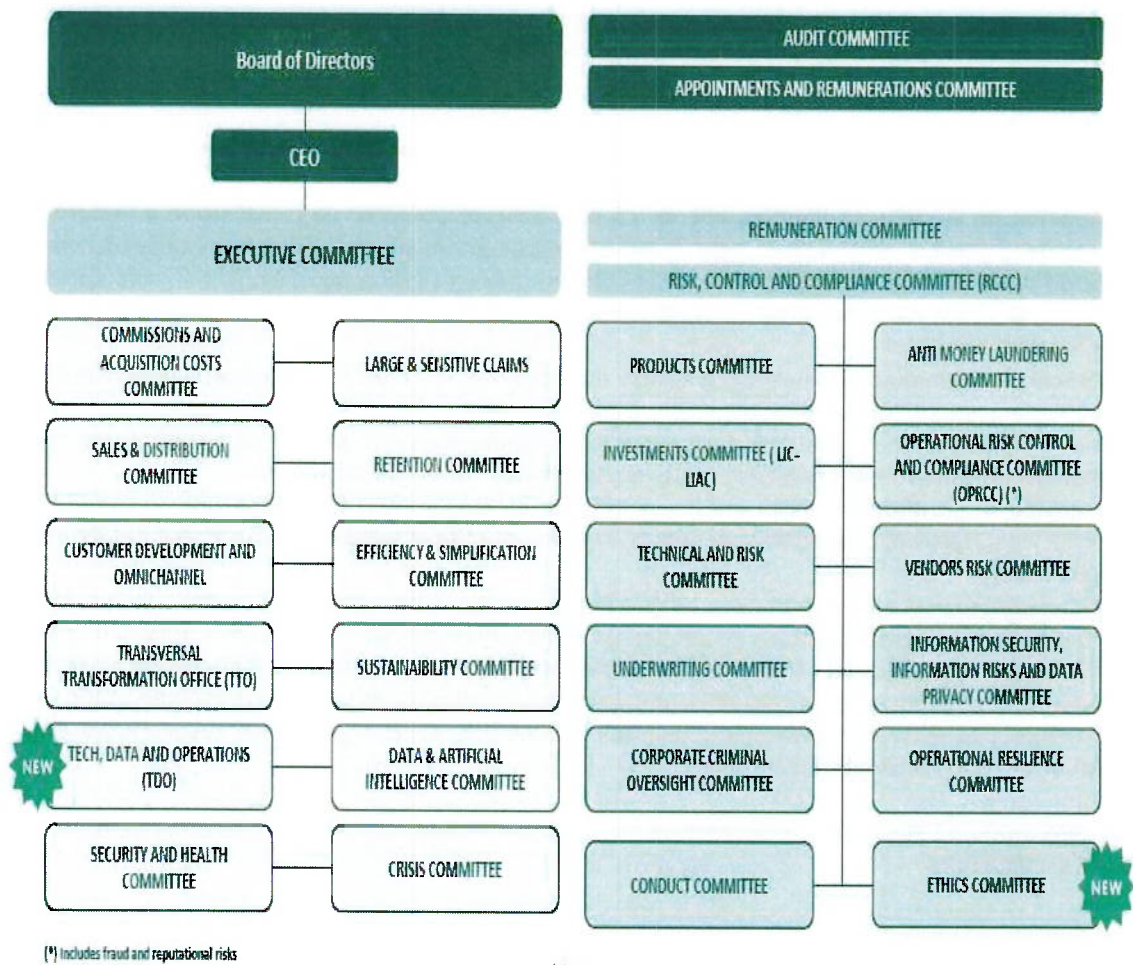 Board of Directors
AUDIT COMMITTEE
APPOINTMENTS AND REMUNERATIONS COMMITTEE
CEO
EXECUTIVE COMMITTEE
REMUNERATION COMMITTEE
RISK, CONTROL AND COMPLIANCE COMMITTEE (RCCC)
COMMISSIONS AND
ACQUISITION COSTS
COMMITTEE
LARGE & SENSITIVE CLAIMS
PRODUCTS COMMITTEE
ANTI MONEY LAUNDERING
COMMITTEE
SALES & DISTRIBUTION
COMMITTEE
RETENTION COMMITTEE
INVESTMENTS COMMITTEE ( LIC-
LIAC)
OPERATIONAL RISK CONTROL
AND COMPLIANCE COMMITTEE
(OPRCC) (*)
CUSTOMER DEVELOPMENT AND
OMNICHANNEL
EFFICIENCY & SIMPLIFICATION
COMMITTEE
TECHNICAL AND RISK
COMMITTEE
VENDORS RISK COMMITTEE
TRANSVERSAL
TRANSFORMATION OFFICE (TTO)
SUSTAINAIBILITY COMMITTEE
UNDERWRITING COMMITTEE
INFORMATION SECURITY,
INFORMATION RISKS AND DATA
PRIVACY COMMITTEE
NEW
TECH, DATA AND OPERATIONS
(TDO)
DATA & ARTIFICIAL
INTELLIGENCE COMMITTEE
CORPORATE CRIMINAL
OVERSIGHT COMMITTEE
OPERATIONAL RESILIENCE
COMMITTEE
SECURITY AND HEALTH
COMMITTEE
CRISIS COMMITTEE
CONDUCT COMMITTEE
ETHICS COMMITTEE
NEW
(*) Includes fraud and reputational risks